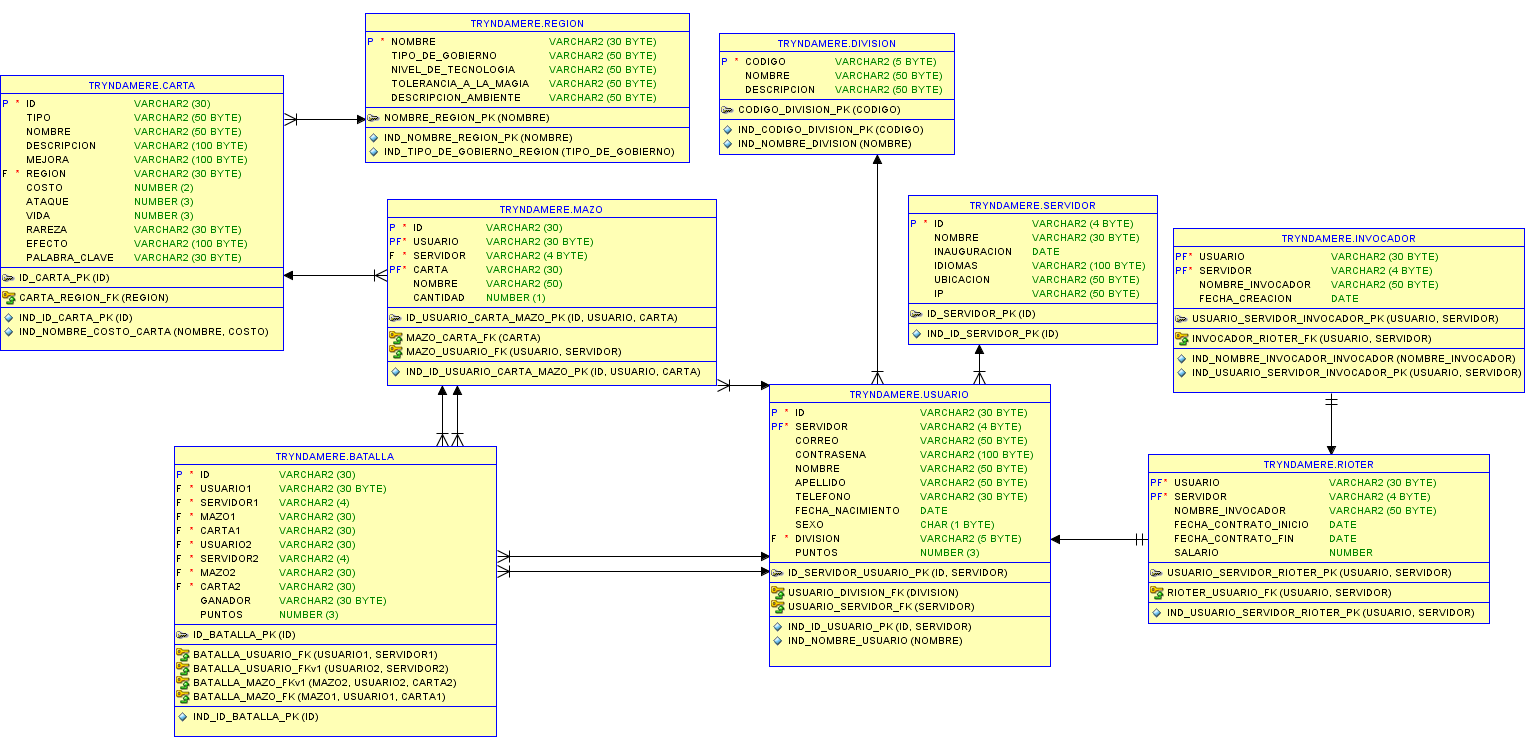 TRYNDAMERE.CARTA
P * ID VARCHAR2 (30)
TIPO VARCHAR2 (50 BYTE)
NOMBRE VARCHAR2 (50 BYTE)
DESCRIPCION VARCHAR2 (100 BYTE)
MEJORA VARCHAR2 (100 BYTE)
F * REGION VARCHAR2 (30 BYTE)
COSTO NUMBER (2)
ATAQUE NUMBER (3)
VIDA NUMBER (3)
RAREZA VARCHAR2 (30 BYTE)
EFECTO VARCHAR2 (100 BYTE)
PALABRA_CLAVE VARCHAR2 (30 BYTE)
ID_CARTA_PK (ID)
CARTA_REGION_FK (REGION)
IND_ID_CARTA_PK (ID)
IND_NOMBRE_COSTO_CARTA (NOMBRE, COSTO)
TRYNDAMERE.REGION
P * NOMBRE VARCHAR2 (30 BYTE)
TIPO_DE_GOBIERNO VARCHAR2 (50 BYTE)
NIVEL_DE_TECNOLOGIA VARCHAR2 (50 BYTE)
TOLERANCIA_A_LA_MAGIA VARCHAR2 (50 BYTE)
DESCRIPCION_AMBIENTE VARCHAR2 (50 BYTE)
NOMBRE_REGION_PK (NOMBRE)
IND_NOMBRE_REGION_PK (NOMBRE)
IND_TIPO_DE_GOBIERNO_REGION (TIPO_DE_GOBIERNO)
TRYNDAMERE.DIVISION
P * CODIGO VARCHAR2 (5 BYTE)
NOMBRE VARCHAR2 (50 BYTE)
DESCRIPCION VARCHAR2 (50 BYTE)
CODIGO_DIVISION_PK (CODIGO)
IND_CODIGO_DIVISION_PK (CODIGO)
IND_NOMBRE_DIVISION (NOMBRE)
TRYNDAMERE.MAZO
P * ID VARCHAR2 (30)
PF* USUARIO VARCHAR2 (30 BYTE)
F * SERVIDOR VARCHAR2 (4 BYTE)
PF* CARTA VARCHAR2 (30)
NOMBRE VARCHAR2 (50)
CANTIDAD NUMBER (1)
ID_USUARIO_CARTA_MAZO_PK (ID, USUARIO, CARTA)
MAZO_CARTA_FK (CARTA)
MAZO_USUARIO_FK (USUARIO, SERVIDOR)
IND_ID_USUARIO_CARTA_MAZO_PK (ID, USUARIO, CARTA)
TRYNDAMERE.SERVIDOR
P * ID VARCHAR2 (4 BYTE)
NOMBRE VARCHAR2 (30 BYTE)
INAUGURACION DATE
IDIOMAS VARCHAR2 (100 BYTE)
UBICACION VARCHAR2 (50 BYTE)
IP VARCHAR2 (50 BYTE)
ID_SERVIDOR_PK (ID)
IND_ID_SERVIDOR_PK (ID)
TRYNDAMERE.INVOCADOR
PF* USUARIO VARCHAR2 (30 BYTE)
PF* SERVIDOR VARCHAR2 (4 BYTE)
NOMBRE_INVOCADOR VARCHAR2 (50 BYTE)
FECHA_CREACION DATE
USUARIO_SERVIDOR_INVOCADOR_PK (USUARIO, SERVIDOR)
INVOCADOR_RIOTER_FK (USUARIO, SERVIDOR)
IND_NOMBRE_INVOCADOR_INVOCADOR (NOMBRE_INVOCADOR)
IND_USUARIO_SERVIDOR_INVOCADOR_PK (USUARIO, SERVIDOR)
TRYNDAMERE.BATALLA
P * ID VARCHAR2 (30)
F * USUARIO1 VARCHAR2 (30 BYTE)
F * SERVIDOR1 VARCHAR2 (4)
F * MAZO1 VARCHAR2 (30)
F * CARTA1 VARCHAR2 (30)
F * USUARIO2 VARCHAR2 (30)
F * SERVIDOR2 VARCHAR2 (4)
F * MAZO2 VARCHAR2 (30)
F * CARTA2 VARCHAR2 (30)
GANADOR VARCHAR2 (30 BYTE)
PUNTOS NUMBER (3)
ID_BATALLA_PK (ID)
BATALLA_USUARIO_FK (USUARIO1, SERVIDOR1)
BATALLA_USUARIO_FKv1 (USUARIO2, SERVIDOR2)
BATALLA_MAZO_FKv1 (MAZO2, USUARIO2, CARTA2)
BATALLA_MAZO_FK (MAZO1, USUARIO1, CARTA1)
IND_ID_BATALLA_PK (ID)
TRYNDAMERE.USUARIO
P * ID VARCHAR2 (30 BYTE)
PF* SERVIDOR VARCHAR2 (4 BYTE)
CORREO VARCHAR2 (50 BYTE)
CONTRASENA VARCHAR2 (100 BYTE)
NOMBRE VARCHAR2 (50 BYTE)
APELLIDO VARCHAR2 (50 BYTE)
TELEFONO VARCHAR2 (30 BYTE)
FECHA_NACIMIENTO DATE
SEXO CHAR (1 BYTE)
F * DIVISION VARCHAR2 (5 BYTE)
PUNTOS NUMBER (3)
ID_SERVIDOR_USUARIO_PK (ID, SERVIDOR)
USUARIO_DIVISION_FK (DIVISION)
USUARIO_SERVIDOR_FK (SERVIDOR)
IND_ID_USUARIO_PK (ID, SERVIDOR)
IND_NOMBRE_USUARIO (NOMBRE)
TRYNDAMERE.RIOTER
PF* USUARIO VARCHAR2 (30 BYTE)
PF* SERVIDOR VARCHAR2 (4 BYTE)
NOMBRE_INVOCADOR VARCHAR2 (50 BYTE)
FECHA_CONTRATO_INICIO DATE
FECHA_CONTRATO_FIN DATE
SALARIO NUMBER
USUARIO_SERVIDOR_RIOTER_PK (USUARIO, SERVIDOR)
RIOTER_USUARIO_FK (USUARIO, SERVIDOR)
IND_USUARIO_SERVIDOR_RIOTER_PK (USUARIO, SERVIDOR)